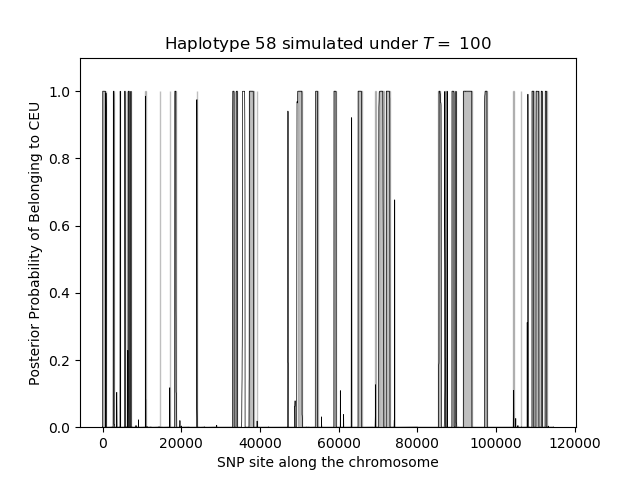 Haplotype 58 simulated under T = 100
Posterior Probability of Belonging to CEU
1.0
0.8
0.6
0.4
0.2
0.0
0 20000 40000 60000 80000 100000 120000
SNP site along the chromosome